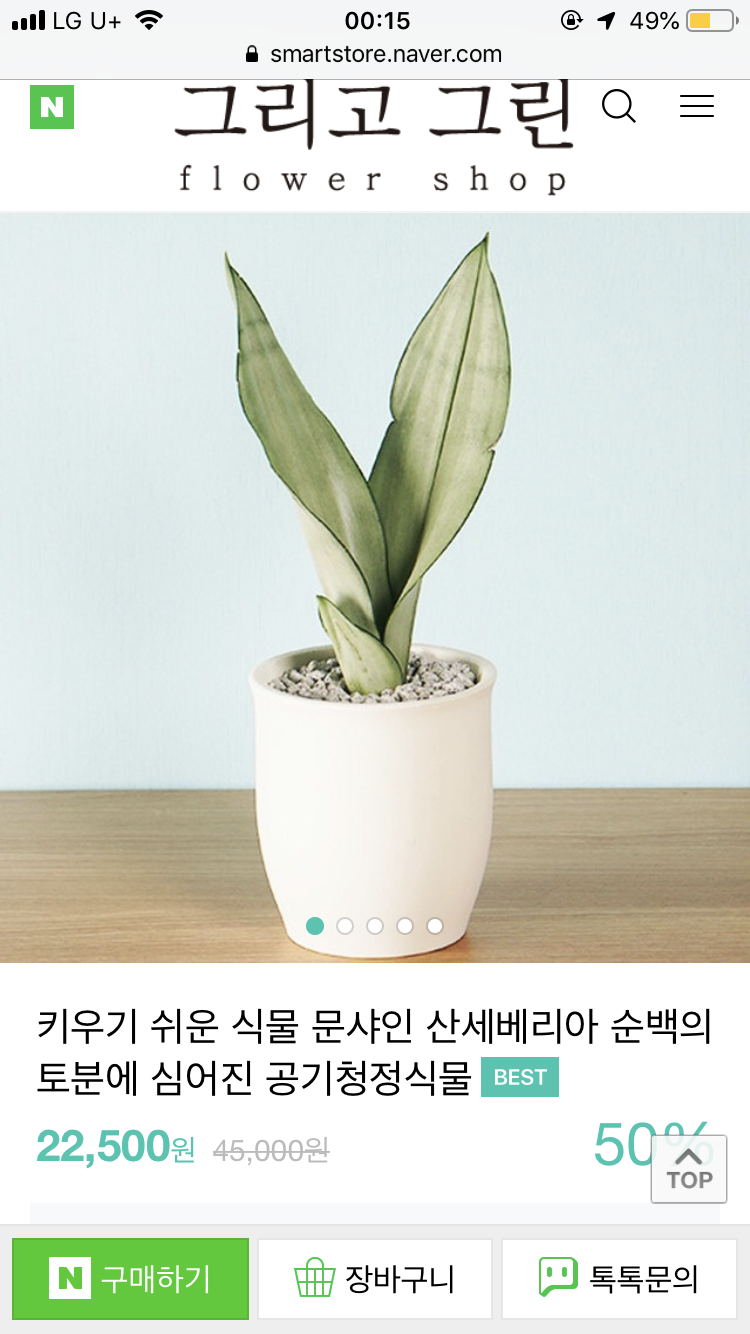 LG U+ 00:15 49%
smartstore.naver.com
N 그리고 그린
flower shop
키우기 쉬운 식물 문샤인 산세베리아 순백의
토분에 심어진 공기청정식물 BEST
22,500원 45,000원 50%
TOP
N 구매하기 장바구니 톡톡문의